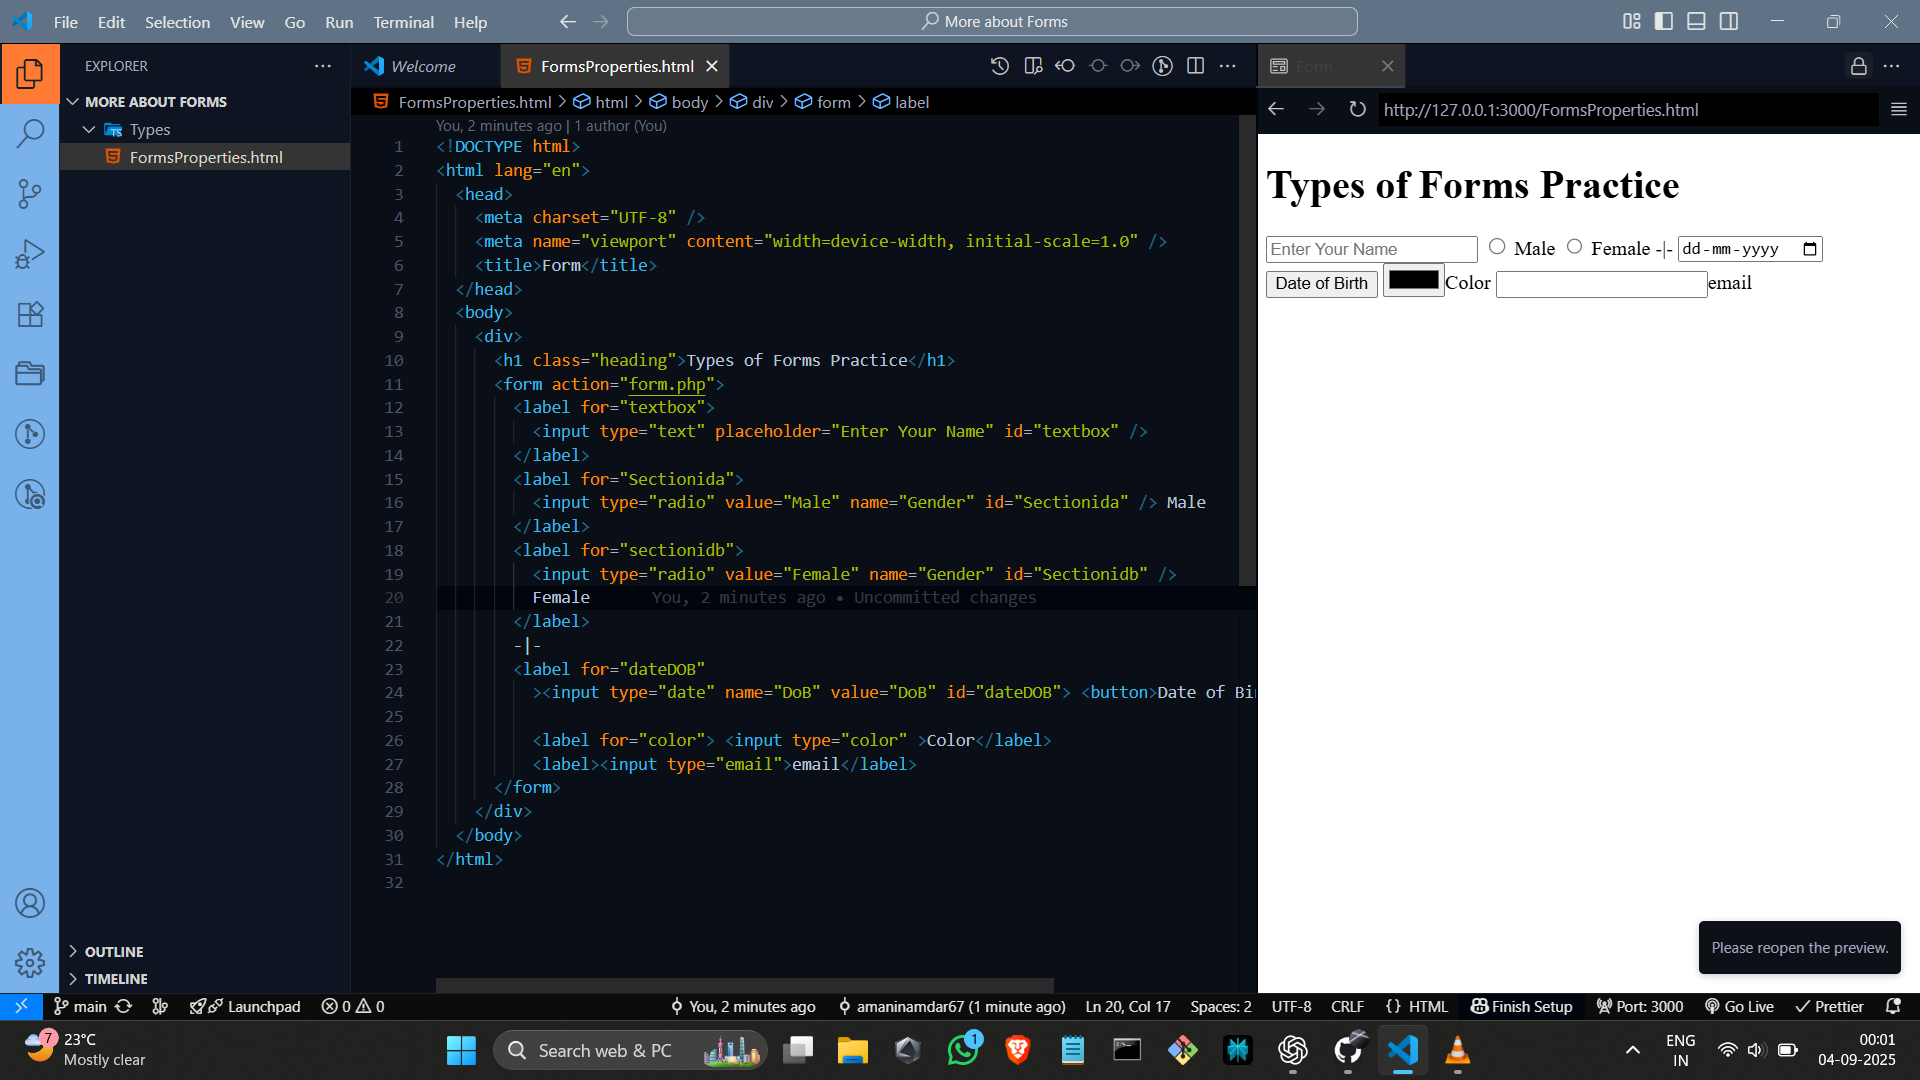 File Edit Selection View Go Run Terminal Help
More about Forms
EXPLORER
MORE ABOUT FORMS
Types
FormsProperties.html
OUTLINE
TIMELINE
Welcome
FormsProperties.html
FormsProperties.html > html > body > div > form > label
You, 2 minutes ago | 1 author (You)
1 <!DOCTYPE html>
2 <html lang="en">
3 <head>
4 <meta charset="UTF-8" />
5 <meta name="viewport" content="width=device-width, initial-scale=1.0" />
6 <title>Form</title>
7 </head>
8 <body>
9 <div>
10 <h1 class="heading">Types of Forms Practice</h1>
11 <form action="form.php">
12 <label for="textbox">
13 <input type="text" placeholder="Enter Your Name" id="textbox" />
14 </label>
15 <label for="Sectionida">
16 <input type="radio" value="Male" name="Gender" id="Sectionida" /> Male
17 </label>
18 <label for="sectionidb">
19 <input type="radio" value="Female" name="Gender" id="Sectionidb" />
20 Female You, 2 minutes ago • Uncommitted changes
21 </label>
22 -|-
23 <label for="dateDOB"
24 ><input type="date" name="DoB" value="DoB" id="dateDOB"> <button>Date of Bi
25
26 <label for="color"> <input type="color" >Color</label>
27 <label><input type="email">email</label>
28 </form>
29 </div>
30 </body>
31 </html>
32
Form
http://127.0.0.1:3000/FormsProperties.html
Types of Forms Practice
Enter Your Name Male Female -|- dd-mm-yyyy
Date of Birth Color email
Please reopen the preview.
main Launchpad 0 0 You, 2 minutes ago amaninamdar67 (1 minute ago) Ln 20, Col 17 Spaces: 2 UTF-8 CRLF {} HTML Finish Setup Port: 3000 Go Live Prettier
7
23°C
Mostly clear
Search web & PC
1
ENG
IN
00:01
04-09-2025